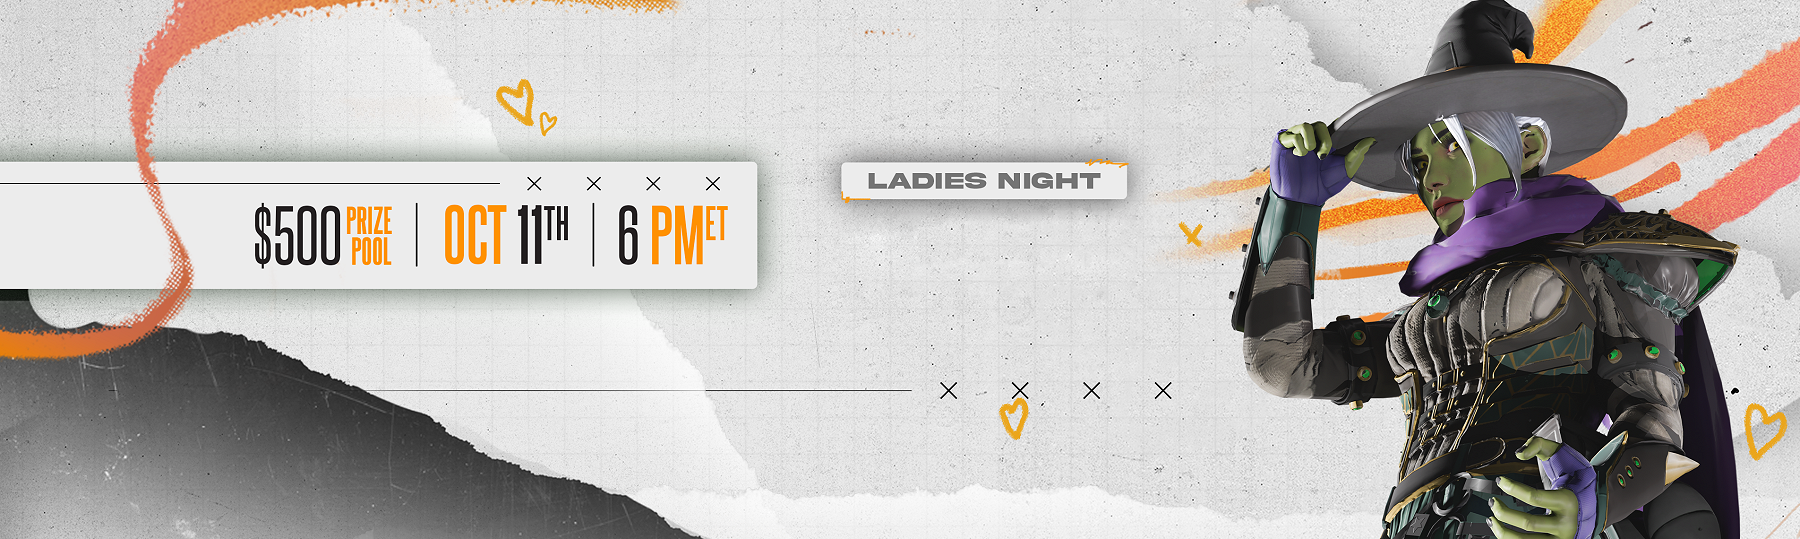 $500 PRIZE POOL | OCT 11TH | 6 PM ET
LADIES NIGHT